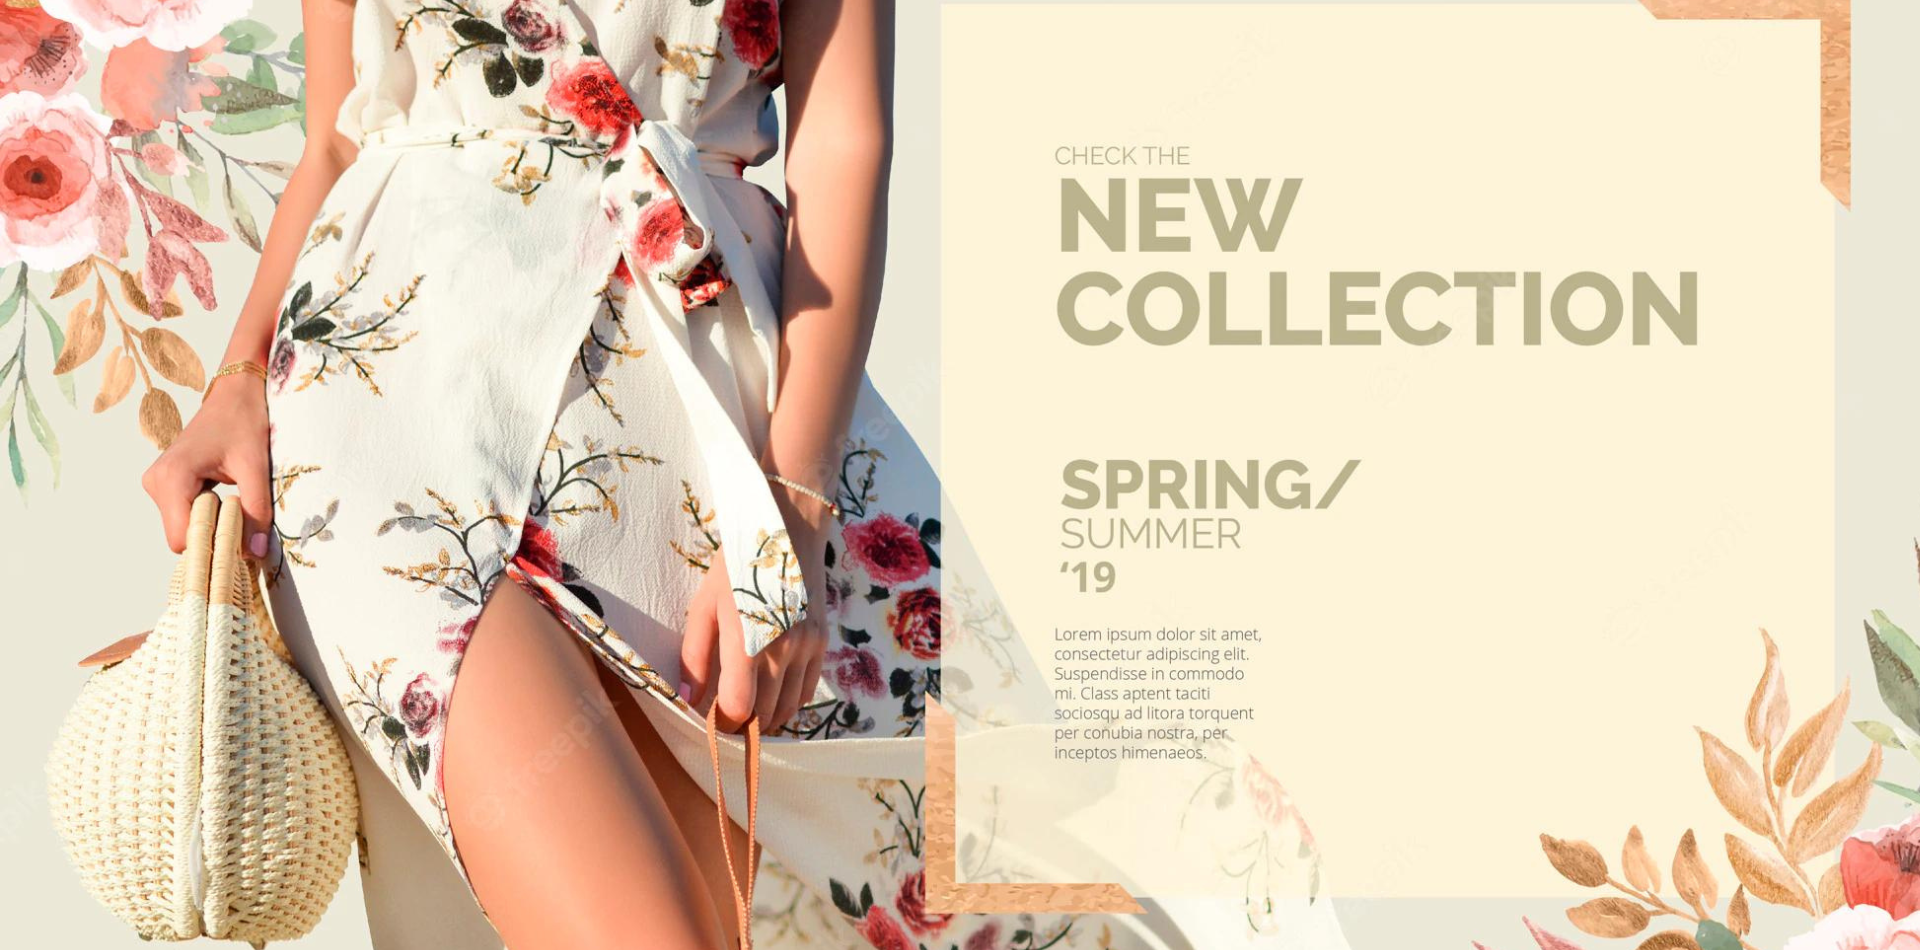 CHECK THE
NEW
COLLECTION
SPRING/
SUMMER
‘19
Lorem ipsum dolor sit amet,
consectetur adipiscing elit.
Suspendisse in commodo
mi. Class aptent taciti
sociosqu ad litora torquent
per conubia nostra, per
inceptos himenaeos.
freepik